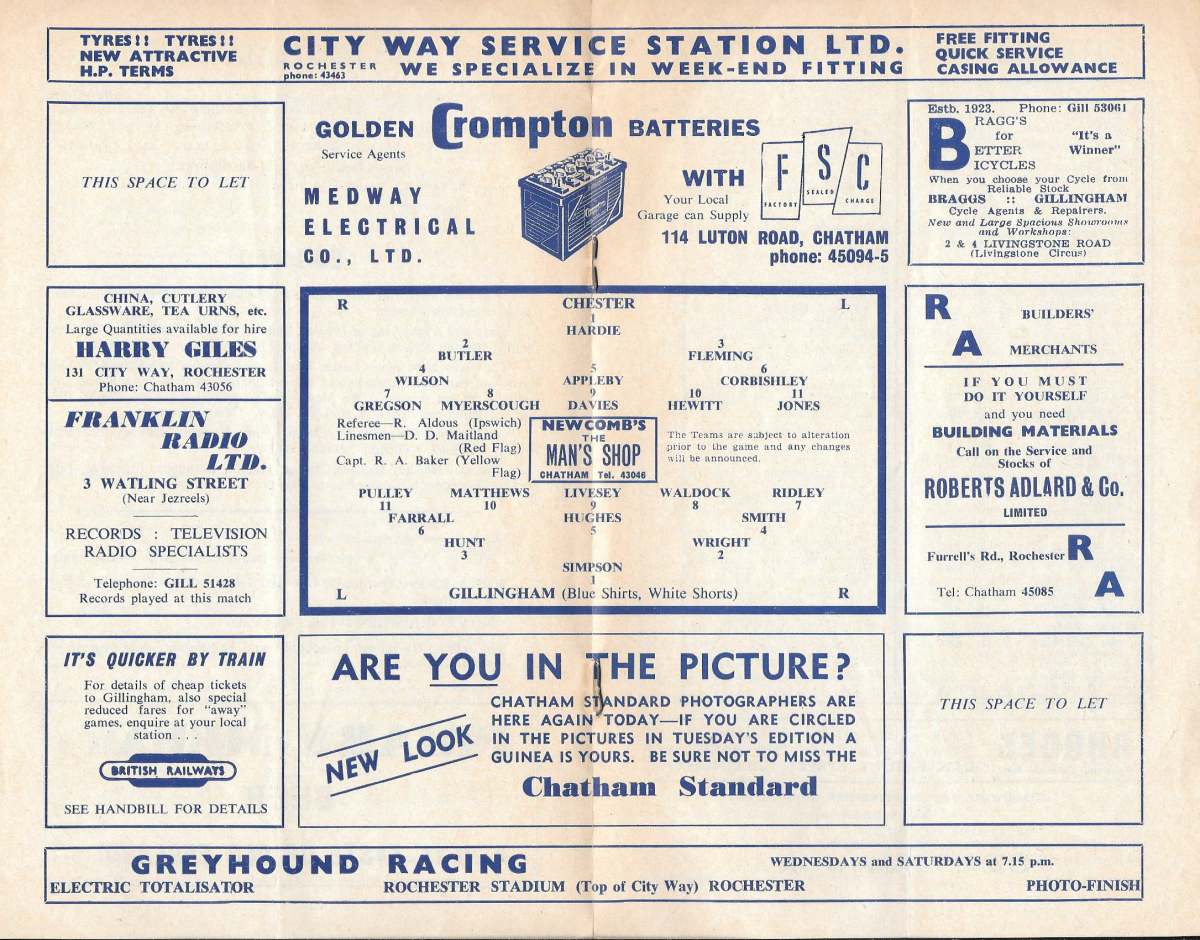 TYRES!! TYRES!!
NEW ATTRACTIVE
H.P. TERMS
CITY WAY SERVICE STATION LTD.
ROCHESTER
phone: 43463
WE SPECIALIZE IN WEEK-END FITTING
FREE FITTING
QUICK SERVICE
CASING ALLOWANCE
THIS SPACE TO LET
GOLDEN Crompton BATTERIES
Service Agents
MEDWAY
ELECTRICAL
CO., LTD.
WITH
Your Local
Garage can Supply
F S C
FACTORY SEALED CHARGE
114 LUTON ROAD, CHATHAM
phone: 45094-5
Estb. 1923. Phone: Gill 53061
BRAGG'S
for
BETTER
BICYCLES
"It's a
Winner"
When you choose your Cycle from
Reliable Stock
BRAGGS :: GILLINGHAM
Cycle Agents & Repairers.
New and Large Spacious Showrooms
and Workshops:
2 & 4 LIVINGSTONE ROAD
(Livingstone Circus)
CHINA, CUTLERY
GLASSWARE, TEA URNS, etc.
Large Quantities available for hire
HARRY GILES
131 CITY WAY, ROCHESTER
Phone: Chatham 43056
FRANKLIN
RADIO
LTD.
3 WATLING STREET
(Near Jezreels)
RECORDS : TELEVISION
RADIO SPECIALISTS
Telephone: GILL 51428
Records played at this match
R CHESTER L
1
HARDIE
2 3
BUTLER FLEMING
4 5 6
WILSON APPLEBY CORBISHLEY
7 8 9 10 11
GREGSON MYERSCOUGH DAVIES HEWITT JONES
Referee—R. Aldous (Ipswich)
Linesmen—D. D. Maitland
(Red Flag)
Capt. R. A. Baker (Yellow
Flag)
NEWCOMB'S
THE
MAN'S SHOP
CHATHAM Tel. 43046
The Teams are subject to alteration
prior to the game and any changes
will be announced.
PULLEY MATTHEWS LIVESEY WALDOCK RIDLEY
11 10 9 8 7
FARRALL HUGHES SMITH
6 5 4
HUNT WRIGHT
3 2
SIMPSON
1
L GILLINGHAM (Blue Shirts, White Shorts) R
R BUILDERS'
A MERCHANTS
IF YOU MUST
DO IT YOURSELF
and you need
BUILDING MATERIALS
Call on the Service and
Stocks of
ROBERTS ADLARD & Co.
LIMITED
Furrell's Rd., Rochester R
Tel: Chatham 45085 A
IT'S QUICKER BY TRAIN
For details of cheap tickets
to Gillingham, also special
reduced fares for "away"
games, enquire at your local
station . . .
BRITISH RAILWAYS
SEE HANDBILL FOR DETAILS
ARE YOU IN THE PICTURE?
NEW LOOK
CHATHAM STANDARD PHOTOGRAPHERS ARE
HERE AGAIN TODAY—IF YOU ARE CIRCLED
IN THE PICTURES IN TUESDAY'S EDITION A
GUINEA IS YOURS. BE SURE NOT TO MISS THE
Chatham Standard
THIS SPACE TO LET
GREYHOUND RACING
WEDNESDAYS and SATURDAYS at 7.15 p.m.
ELECTRIC TOTALISATOR
ROCHESTER STADIUM (Top of City Way) ROCHESTER
PHOTO-FINISH